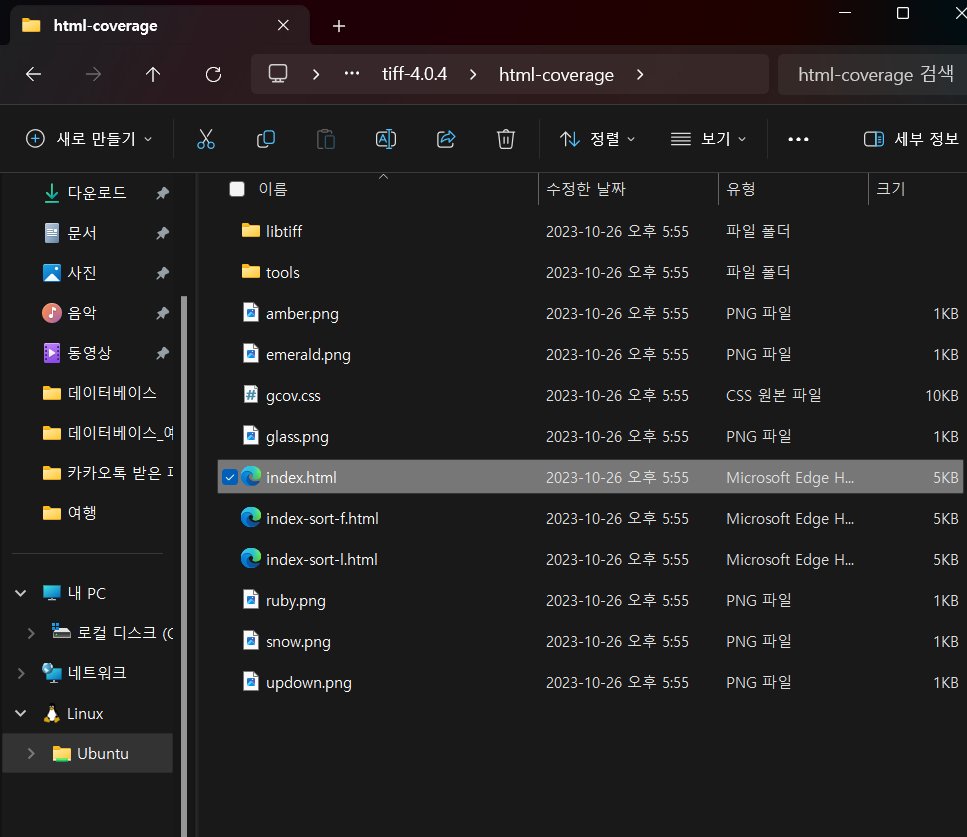 html-coverage
tiff-4.0.4 html-coverage html-coverage 검색
새로 만들기 정렬 보기 세부 정보
다운로드
문서
사진
음악
동영상
데이터베이스
데이터베이스_예
카카오톡 받은
여행
내 PC
로컬 디스크 (C
네트워크
Linux
Ubuntu
이름 수정한 날짜 유형 크기
libtiff 2023-10-26 오후 5:55 파일 폴더
tools 2023-10-26 오후 5:55 파일 폴더
amber.png 2023-10-26 오후 5:55 PNG 파일 1KB
emerald.png 2023-10-26 오후 5:55 PNG 파일 1KB
gcov.css 2023-10-26 오후 5:55 CSS 원본 파일 10KB
glass.png 2023-10-26 오후 5:55 PNG 파일 1KB
index.html 2023-10-26 오후 5:55 Microsoft Edge H... 5KB
index-sort-f.html 2023-10-26 오후 5:55 Microsoft Edge H... 5KB
index-sort-l.html 2023-10-26 오후 5:55 Microsoft Edge H... 5KB
ruby.png 2023-10-26 오후 5:55 PNG 파일 1KB
snow.png 2023-10-26 오후 5:55 PNG 파일 1KB
updown.png 2023-10-26 오후 5:55 PNG 파일 1KB